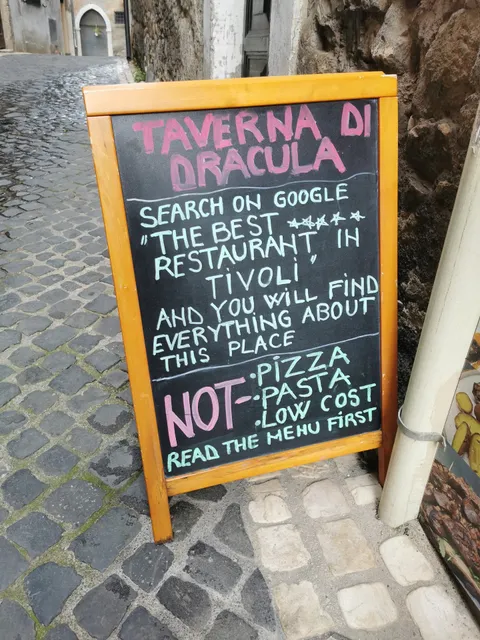 TAVERNA DI
DRACULA
SEARCH ON GOOGLE
"THE BEST ☆☆☆☆☆
RESTAURANT IN
TiVOLi"
AND YOU WiLL FiND
EVERYTHING ABOUT
THIS PLACE
NOT-
•PIZZA
•PASTA
•LOW COST
READ THE MENU FIRST